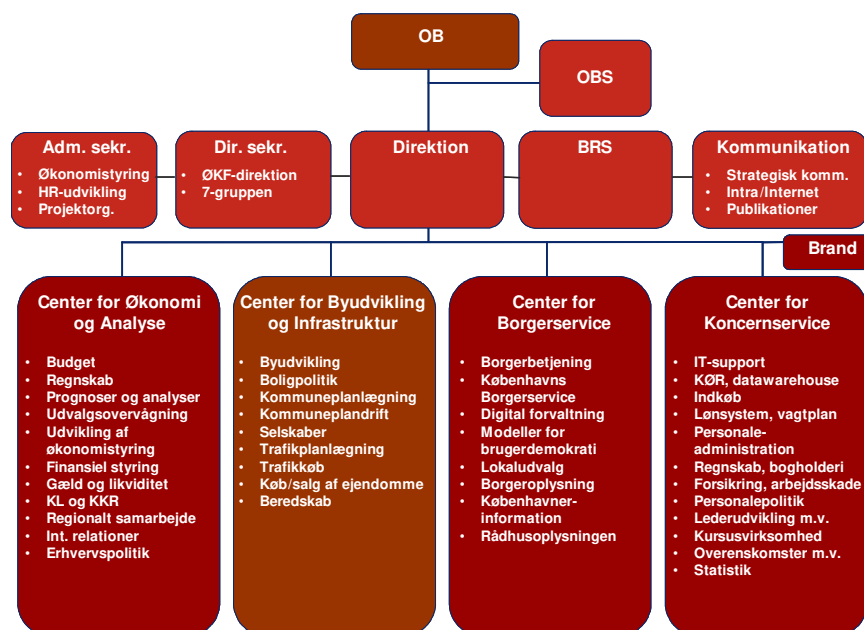 OB
OBS
Adm. sekr.
• Økonomistyring
• HR-udvikling
• Projektorg.
Dir. sekr.
• ØKF-direktion
• 7-gruppen
Direktion
BRS
Kommunikation
• Strategisk komm.
• Intra/Internet
• Publikationer
Brand
Center for Økonomi
og Analyse
• Budget
• Regnskab
• Prognoser og analyser
• Udvalgsovervågning
• Udvikling af
økonomistyring
• Finansiel styring
• Gæld og likviditet
• KL og KKR
• Regionalt samarbejde
• Int. relationer
• Erhvervspolitik
Center for Byudvikling
og Infrastruktur
• Byudvikling
• Boligpolitik
• Kommuneplanlægning
• Kommuneplandrift
• Selskaber
• Trafikplanlægning
• Trafikkøb
• Køb/salg af ejendomme
• Beredskab
Center for
Borgerservice
• Borgerbetjening
• Københavns
Borgerservice
• Digital forvaltning
• Modeller for
brugerdemokrati
• Lokaludvalg
• Borgeroplysning
• Københavner-
information
• Rådhusoplysningen
Center for
Koncernservice
• IT-support
• KØR, datawarehouse
• Indkøb
• Lønsystem, vagtplan
• Personale-
administration
• Regnskab, bogholderi
• Forsikring, arbejdsskade
• Personalepolitik
• Lederudvikling m.v.
• Kursusvirksomhed
• Overenskomster m.v.
• Statistik